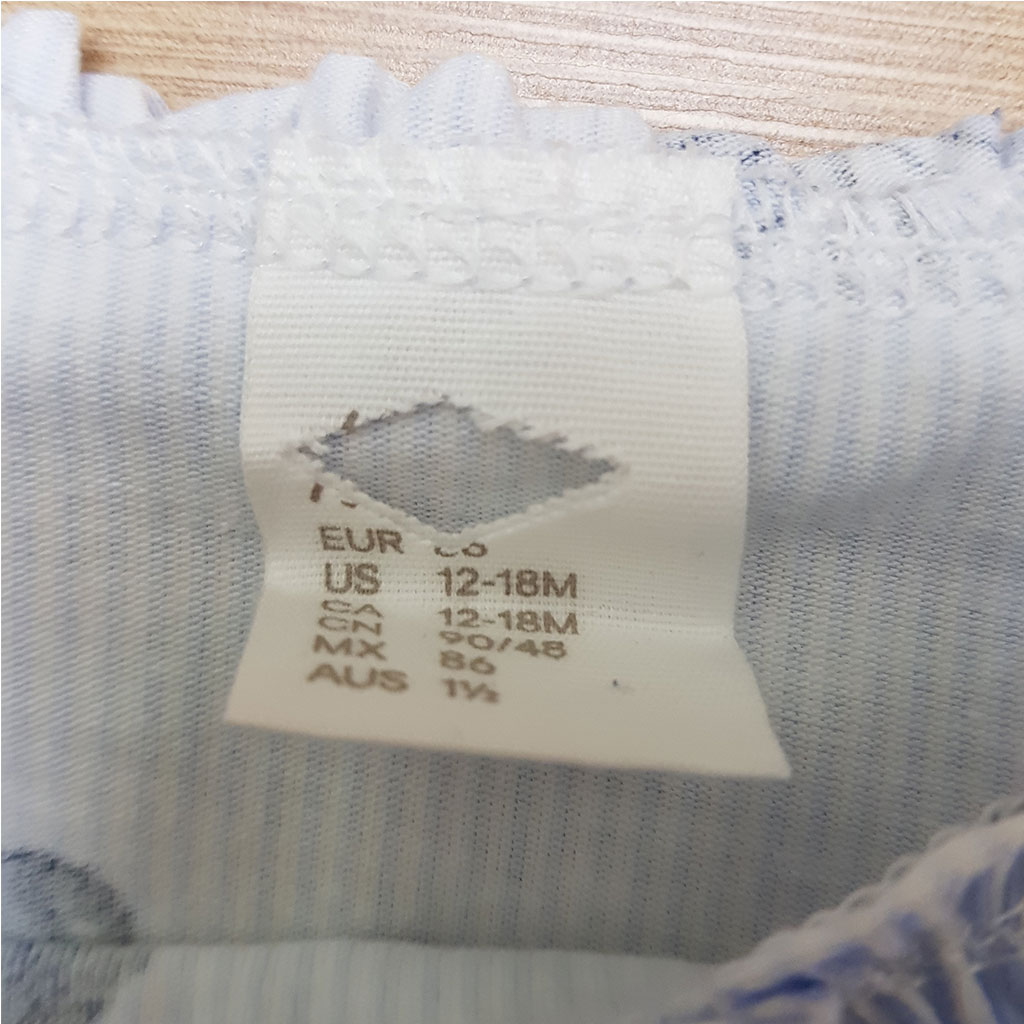 EUR
US 12-18M
CA 12-18M
CN 90/48
MX 86
AUS 1½